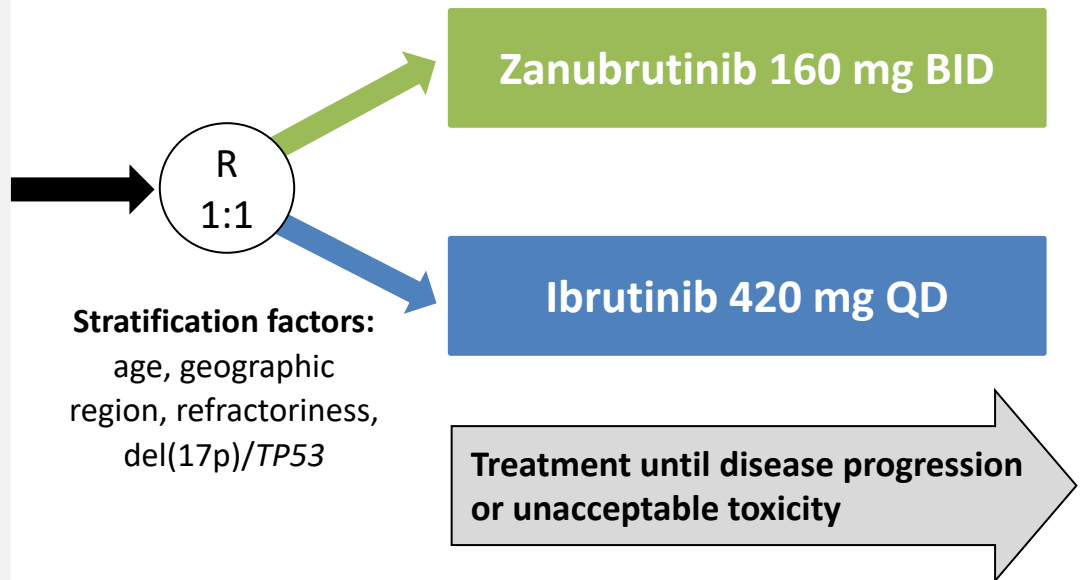 Zanubrutinib 160 mg BID
R
1:1
Ibrutinib 420 mg QD
Stratification factors:
age, geographic
region, refractoriness,
del(17p)/TP53
Treatment until disease progression
or unacceptable toxicity